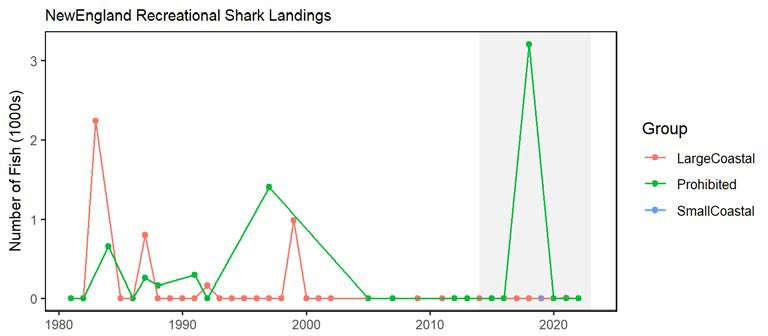 NewEngland Recreational Shark Landings
Number of Fish (1000s)
3
2
1
0
1980
1990
2000
2010
2020
Group
LargeCoastal
Prohibited
SmallCoastal